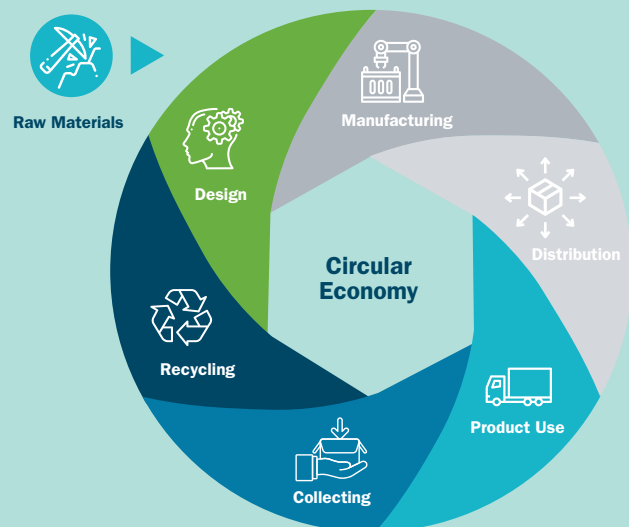 Raw Materials
Design
Manufacturing
Distribution
Product Use
Collecting
Recycling
Circular
Economy